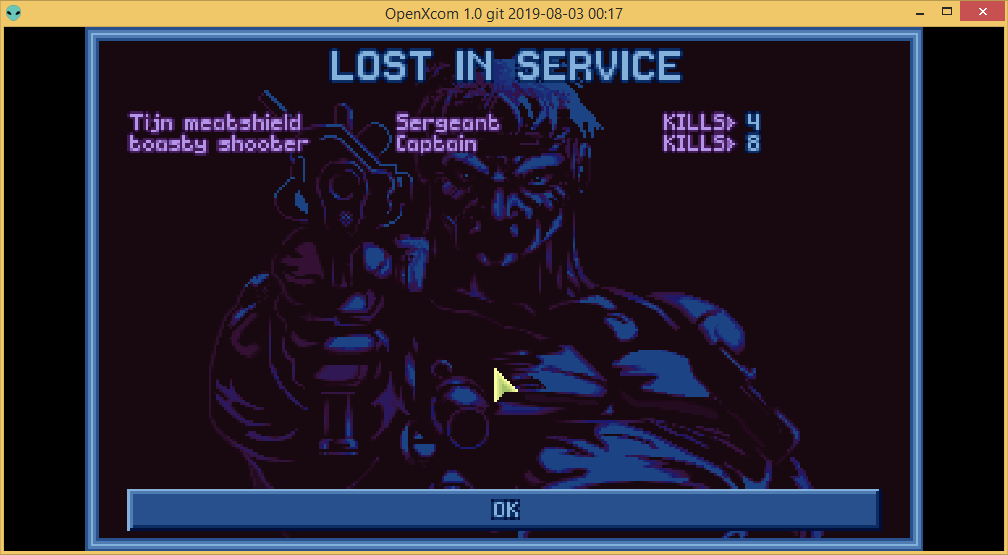 OpenXcom 1.0 git 2019-08-03 00:17
LOST IN SERVICE
Tijn meatshield Sergeant KILLS> 4
toasty shooter Captain KILLS> 8
OK